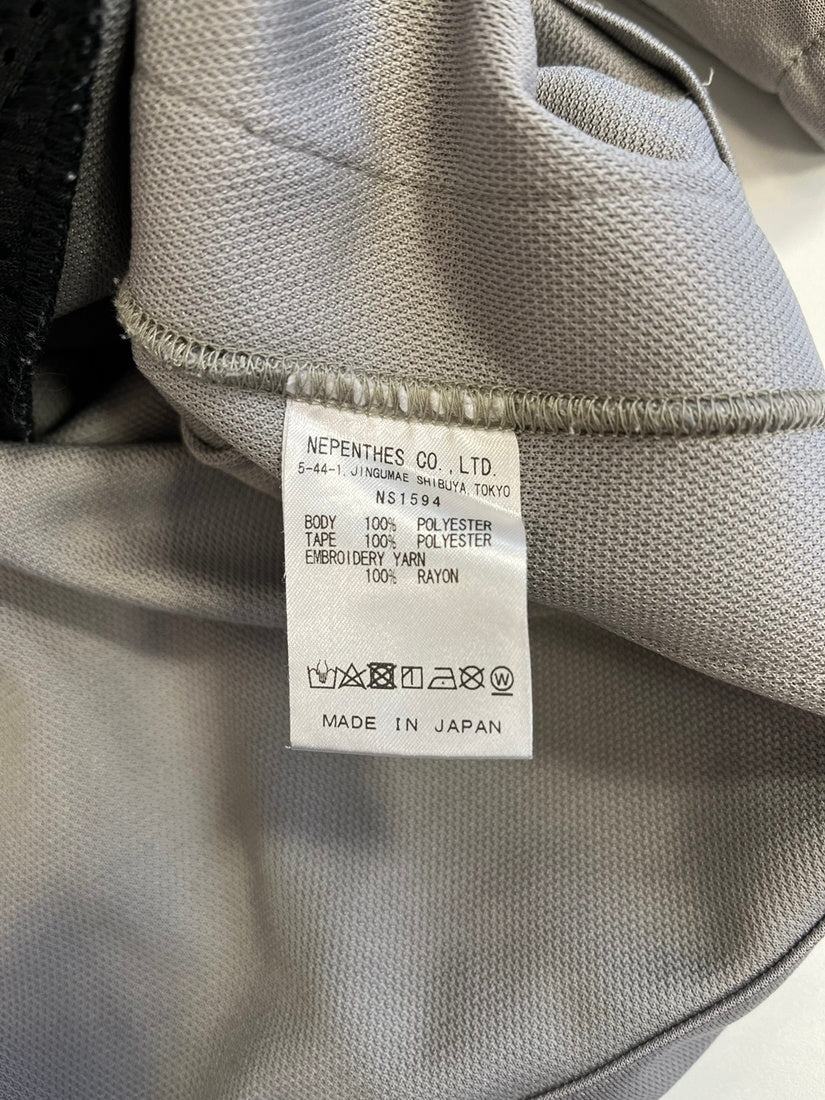 NEPENTHES CO.,LTD.
5-44-1, JINGUMAE SHIBUYA, TOKYO
NS1594
BODY 100% POLYESTER
TAPE 100% POLYESTER
EMBROIDERY YARN
100% RAYON
W
MADE IN JAPAN